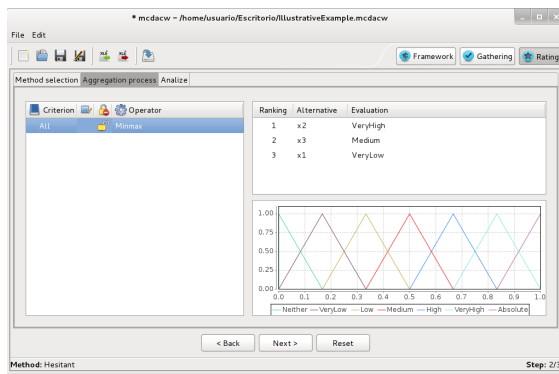 * mcdacw – /home/usuario/Escritorio/IllustrativeExample.mcdacw
File Edit
Framework Gathering Rating
Method selection Aggregation process Analize
Criterion Operator
All Minmax
Ranking Alternative Evaluation
1 x2 VeryHigh
2 x3 Medium
3 x1 VeryLow
1.00
0.75
0.50
0.25
0.00
0.0 0.1 0.2 0.3 0.4 0.5 0.6 0.7 0.8 0.9 1.0
Neither VeryLow Low Medium High VeryHigh Absolute
< Back Next > Reset
Method: Hesitant Step: 2/3